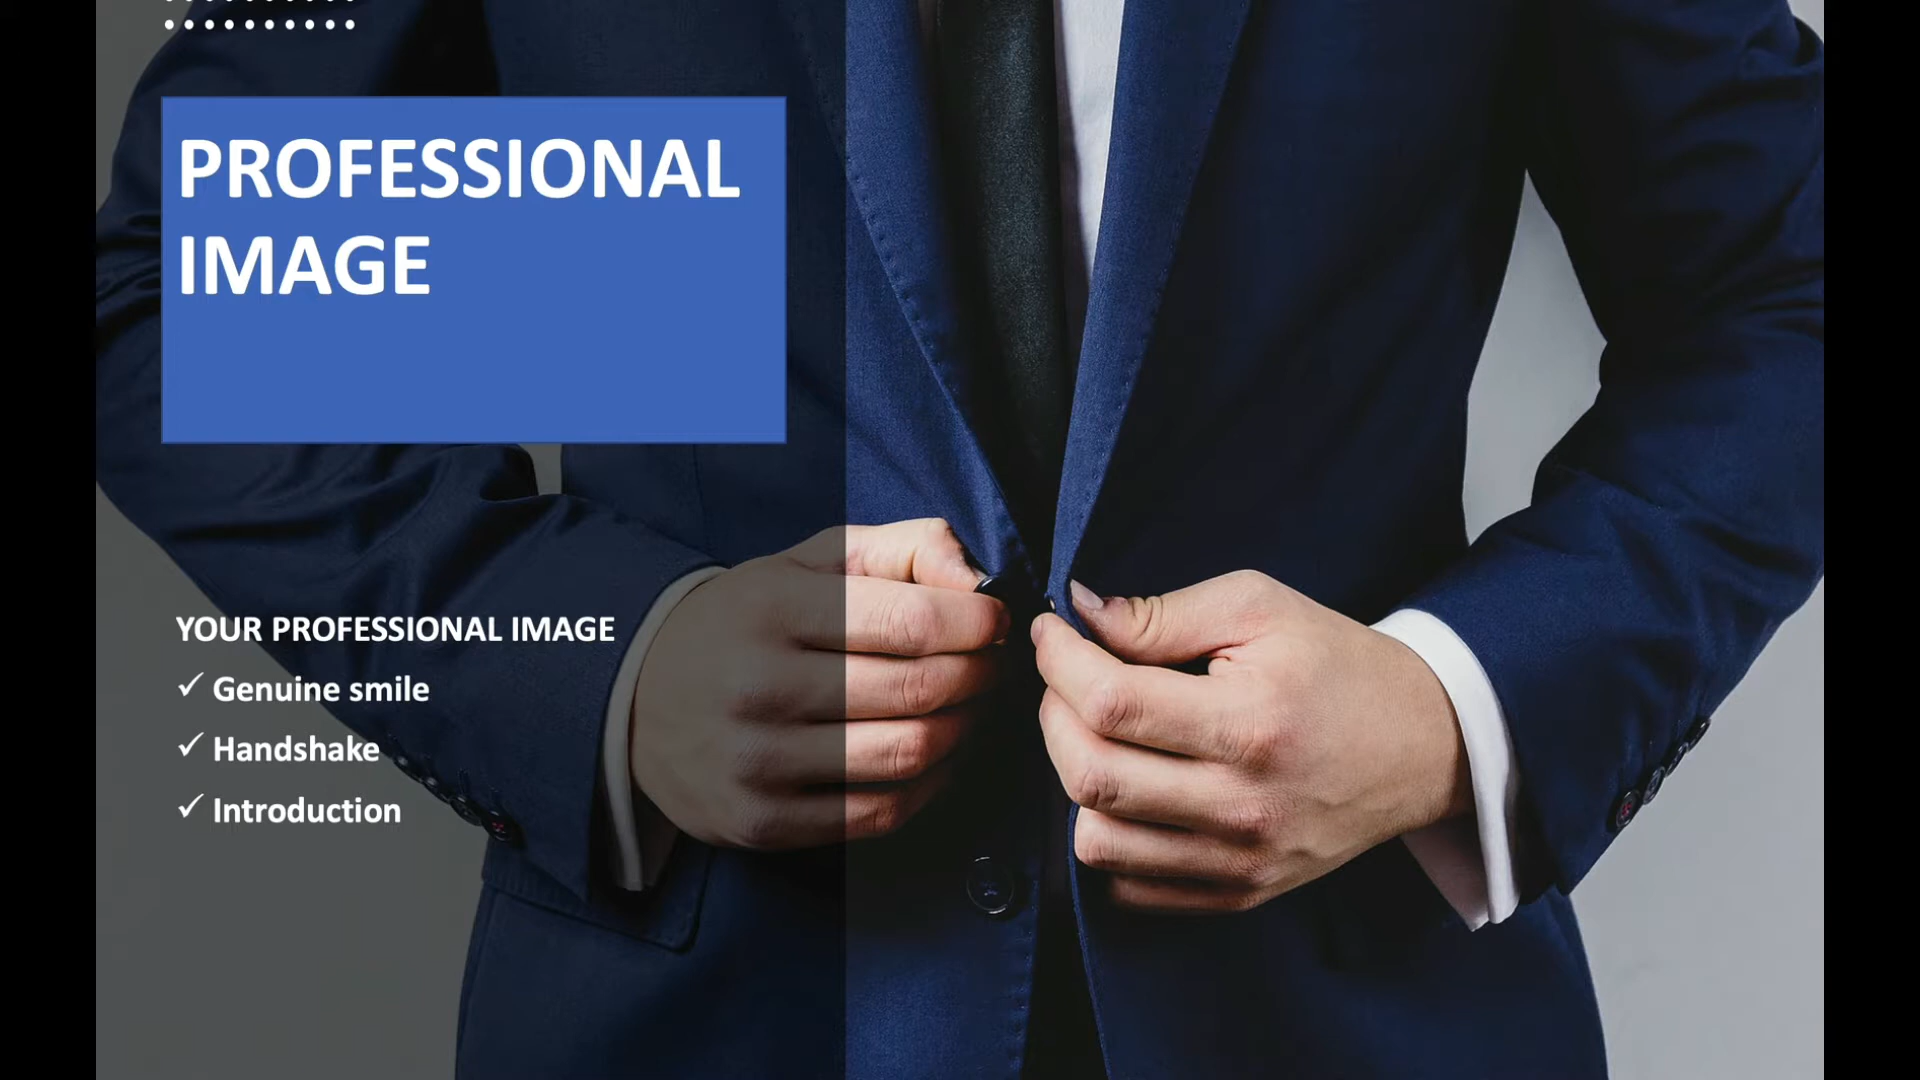 PROFESSIONAL
IMAGE
YOUR PROFESSIONAL IMAGE
✓ Genuine smile
✓ Handshake
✓ Introduction